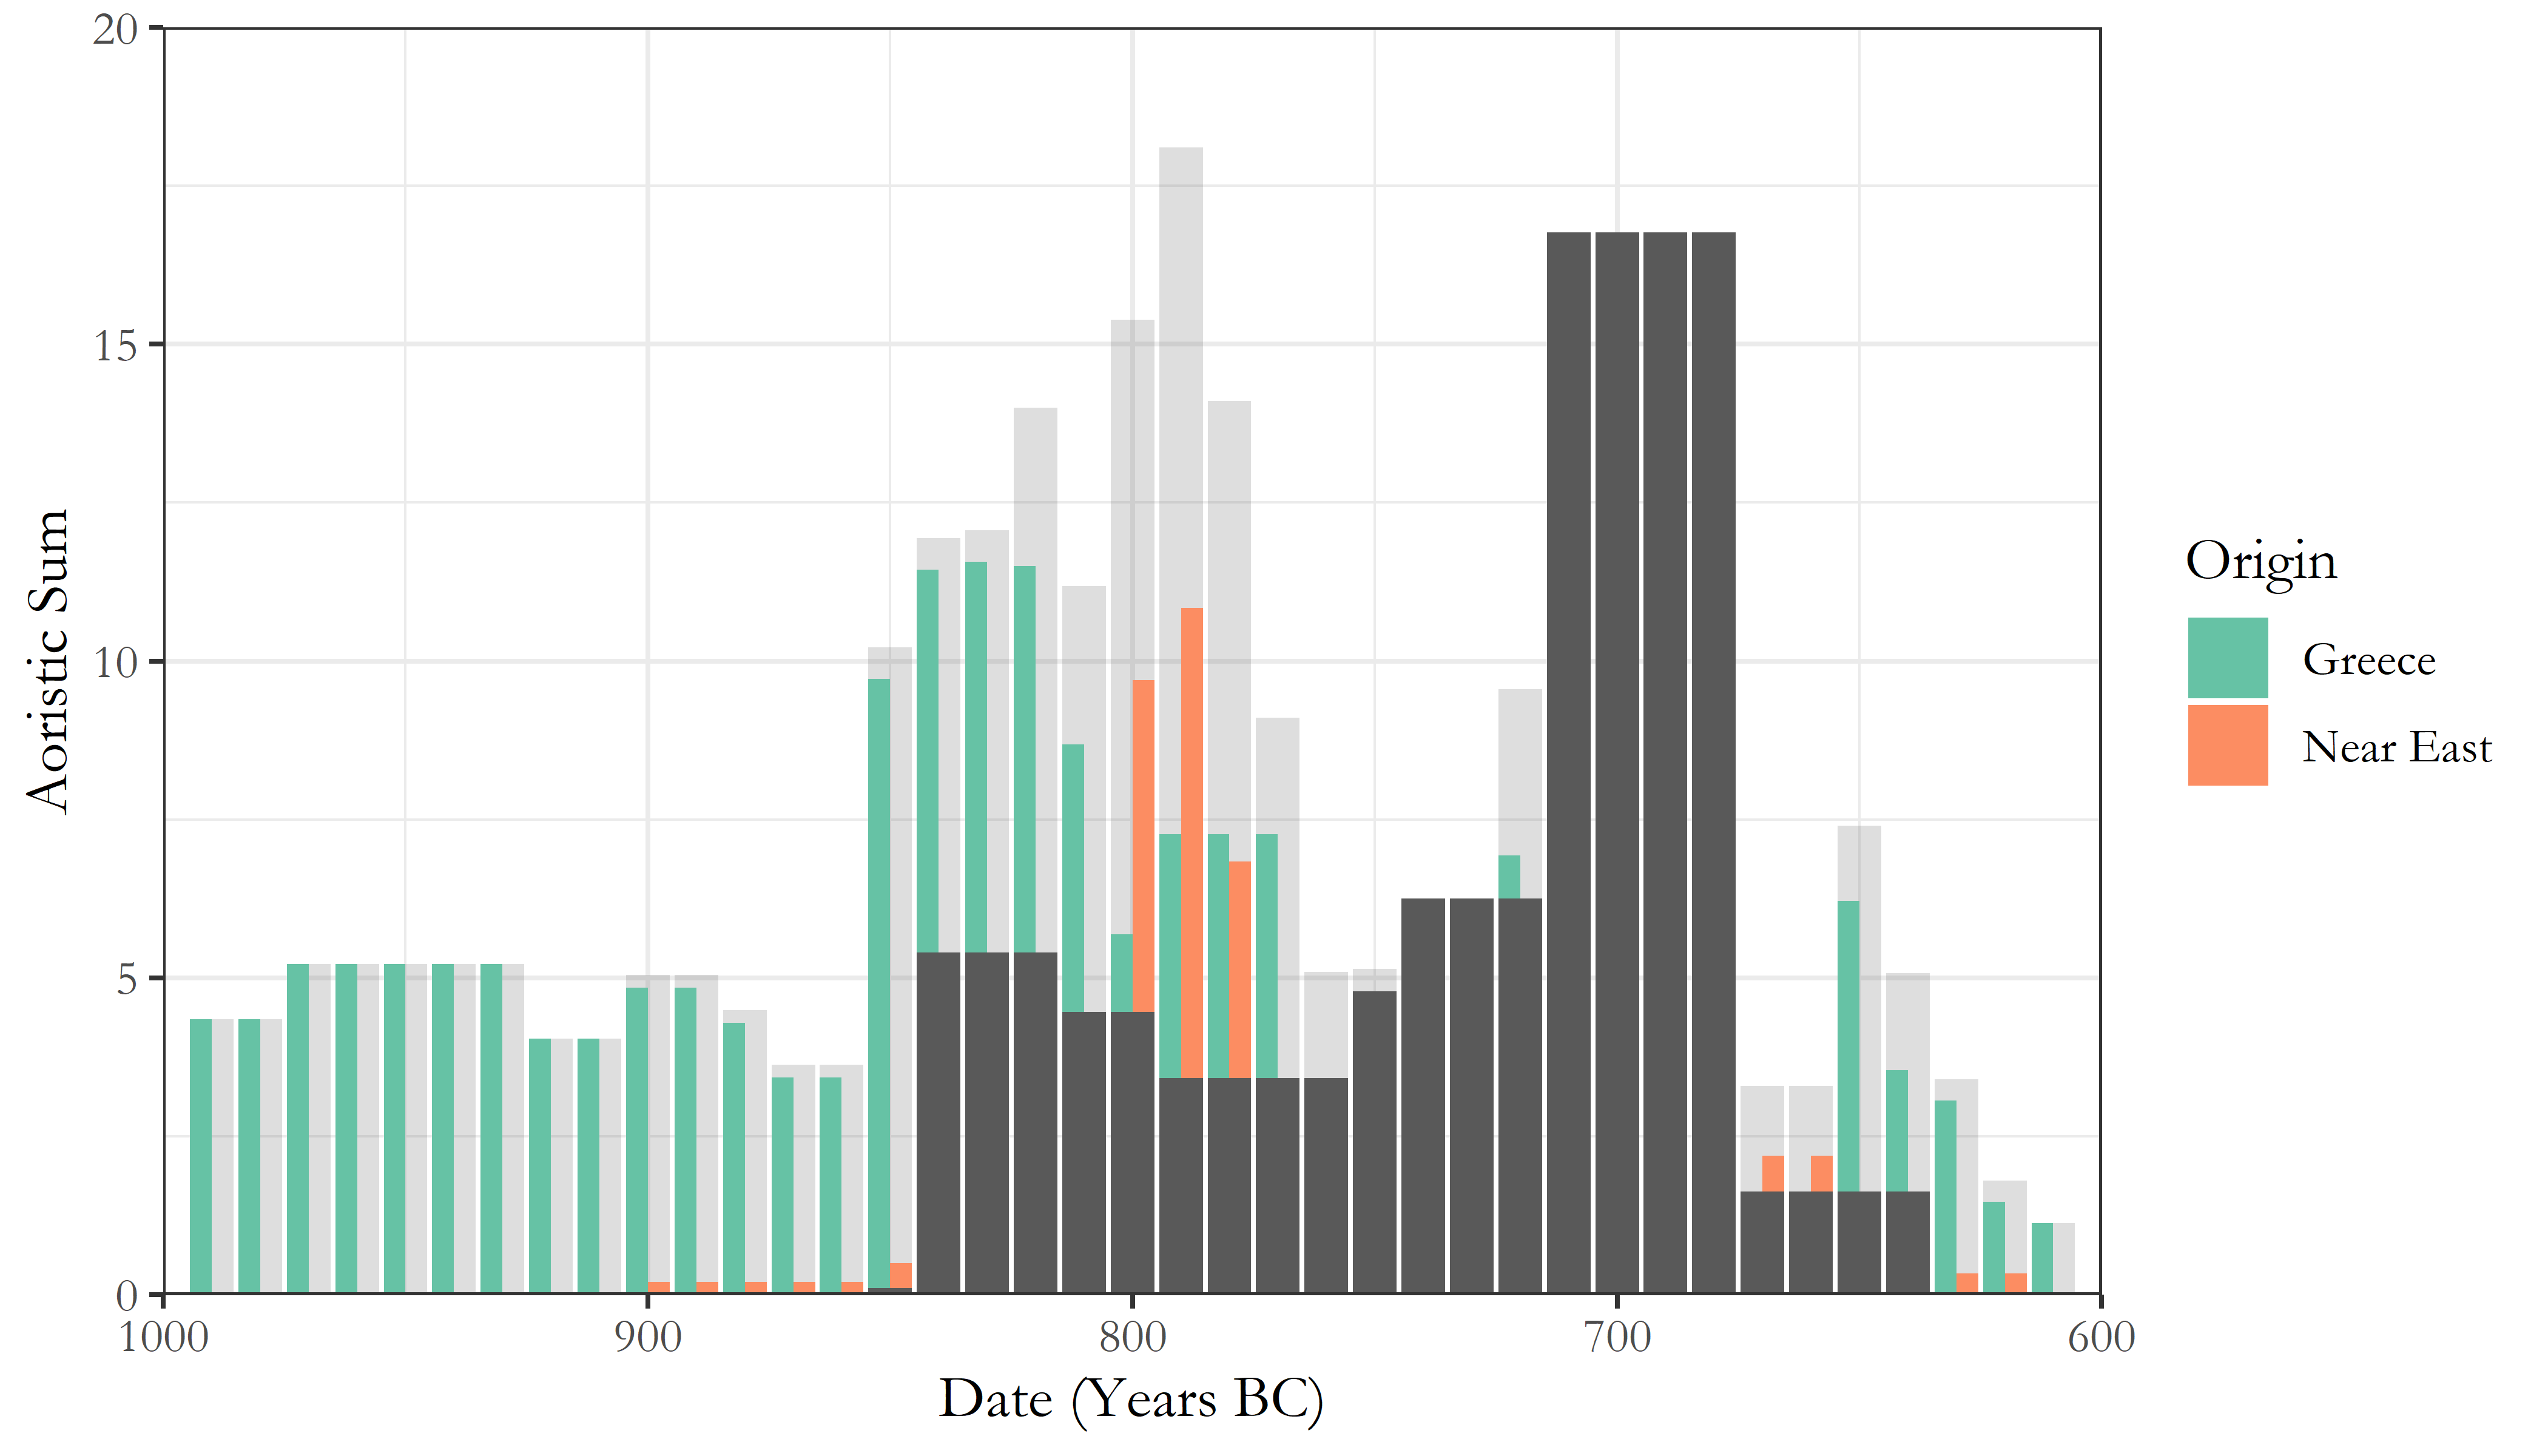 20
15
10
5
0
Aoristic Sum
1000 900 800 700 600
Date (Years BC)
Origin
Greece
Near East